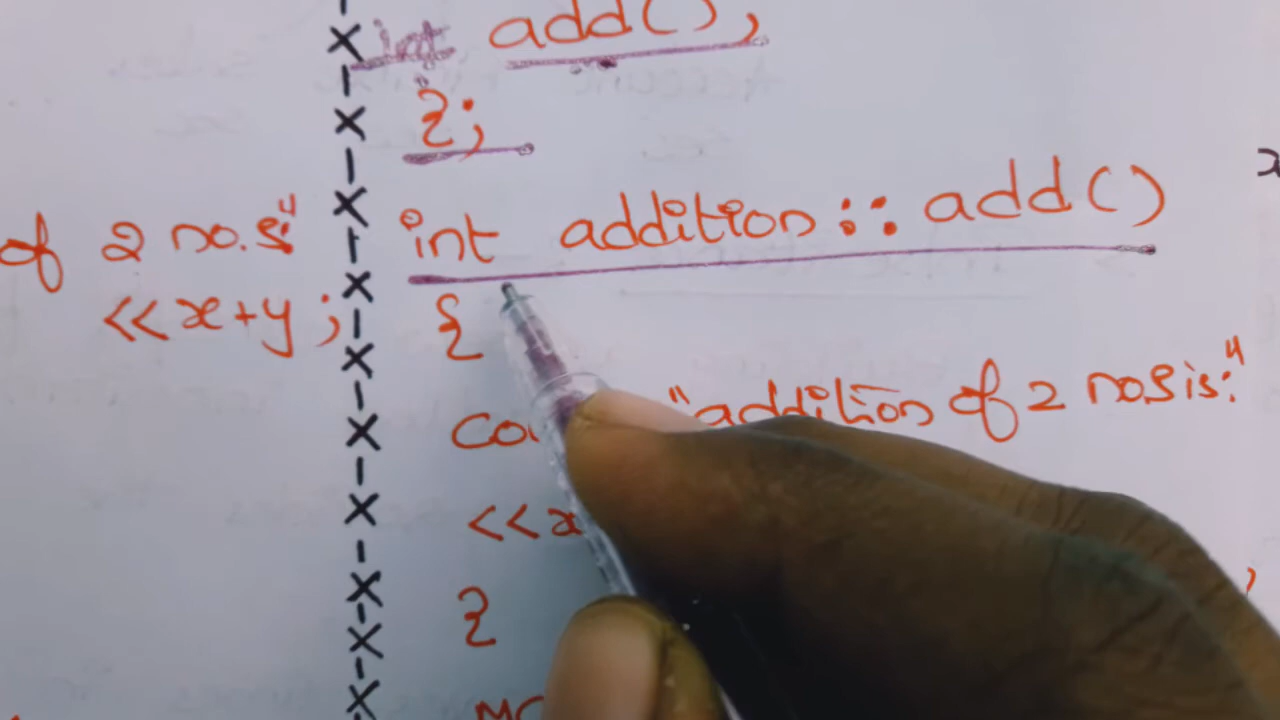 of 2 no.s"
<<x+y;
int add();
};
int addition :: add()
{
"addition of 2 nos is:"
<<x
}